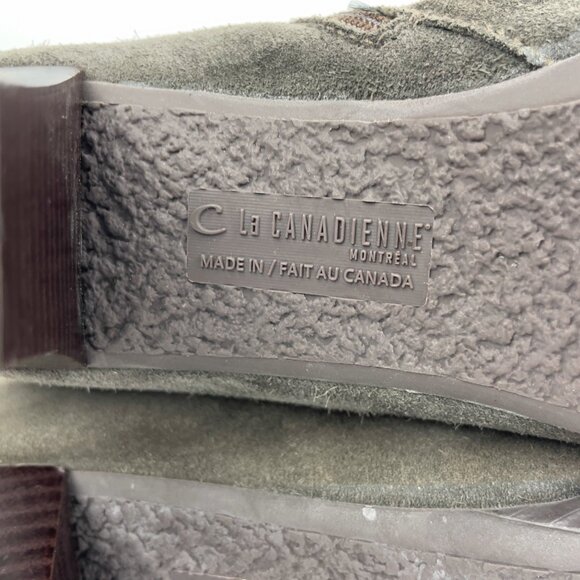 C La CANADIENNE®
MONTRÉAL
MADE IN / FAIT AU CANADA